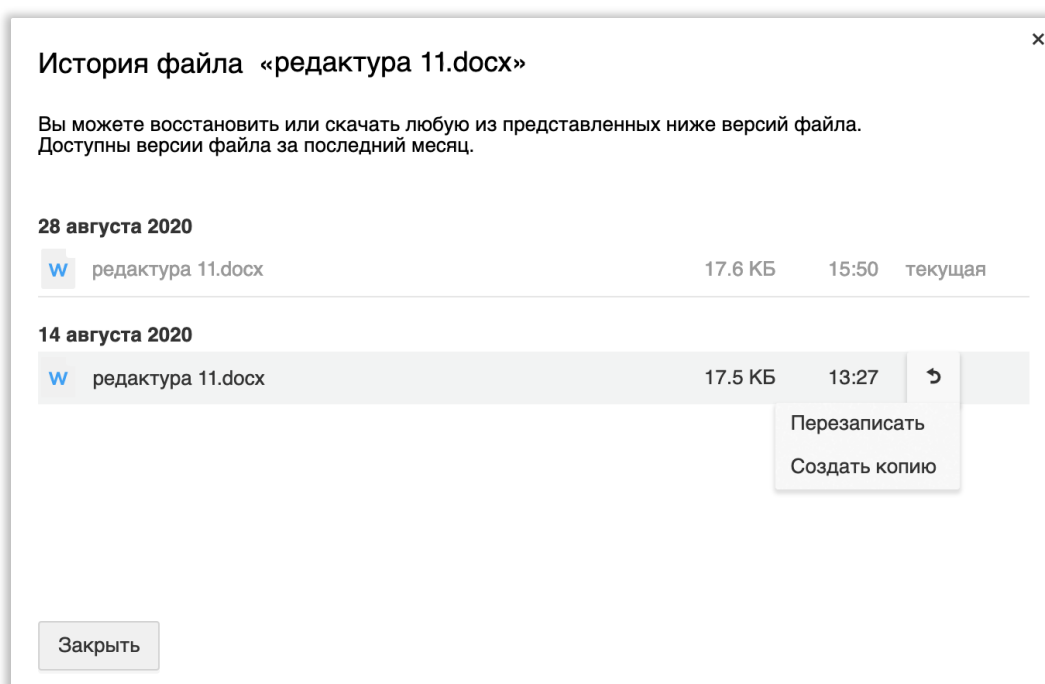 ×
История файла «редактура 11.docx»
Вы можете восстановить или скачать любую из представленных ниже версий файла.
Доступны версии файла за последний месяц.
28 августа 2020
W редактура 11.docx 17.6 КБ 15:50 текущая
14 августа 2020
W редактура 11.docx 17.5 КБ 13:27
Перезаписать
Создать копию
Закрыть